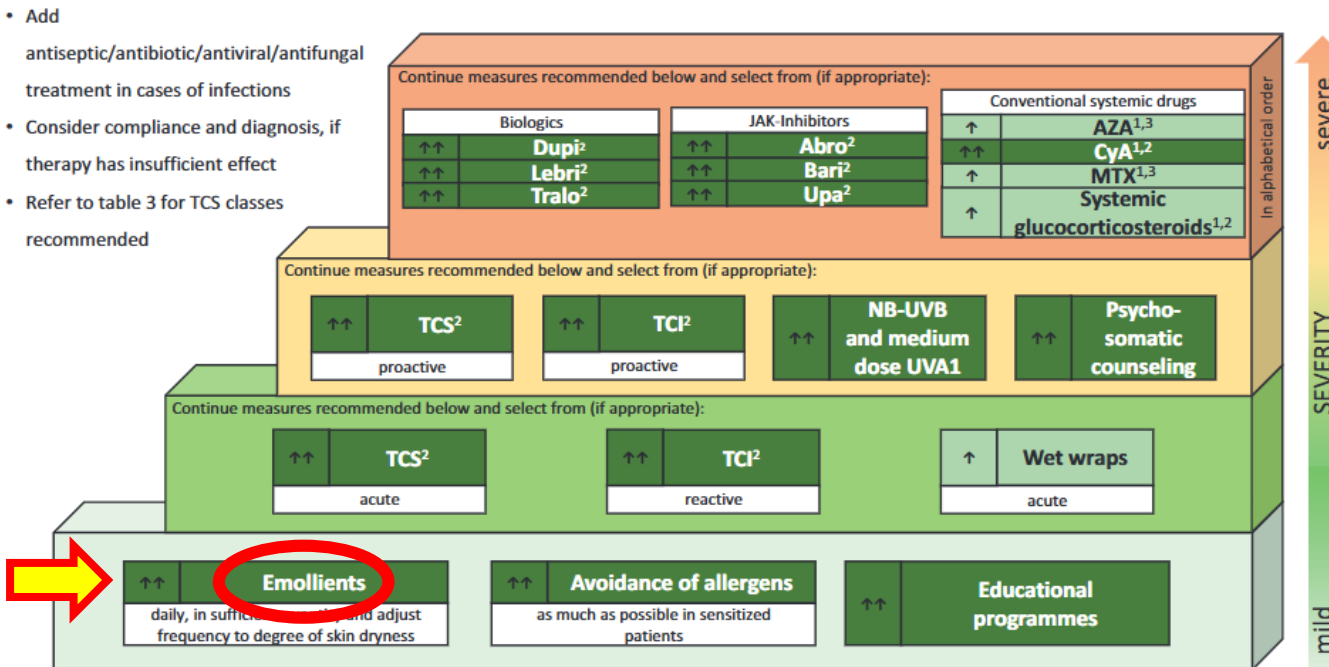 • Add
antiseptic/antibiotic/antiviral/antifungal
treatment in cases of infections
• Consider compliance and diagnosis, if
therapy has insufficient effect
• Refer to table 3 for TCS classes
recommended
Continue measures recommended below and select from (if appropriate):
Biologics
↑↑ Dupi²
↑↑ Lebri²
↑↑ Tralo²
JAK-Inhibitors
↑↑ Abro²
↑↑ Bari²
↑↑ Upa²
Conventional systemic drugs
↑ AZA¹,³
↑↑ CyA¹,²
↑ MTX¹,³
↑ Systemic
glucocorticosteroids¹,²
In alphabetical order
Continue measures recommended below and select from (if appropriate):
↑↑ TCS²
proactive
↑↑ TCI²
proactive
↑↑ NB-UVB
and medium
dose UVA1
↑↑ Psycho-
somatic
counseling
Continue measures recommended below and select from (if appropriate):
↑↑ TCS²
acute
↑↑ TCI²
reactive
↑ Wet wraps
acute
↑↑ Emollients
daily, in and adjust
frequency to degree of skin dryness
↑↑ Avoidance of allergens
as much as possible in sensitized
patients
↑↑ Educational
programmes
severe
SEVERITY
mild